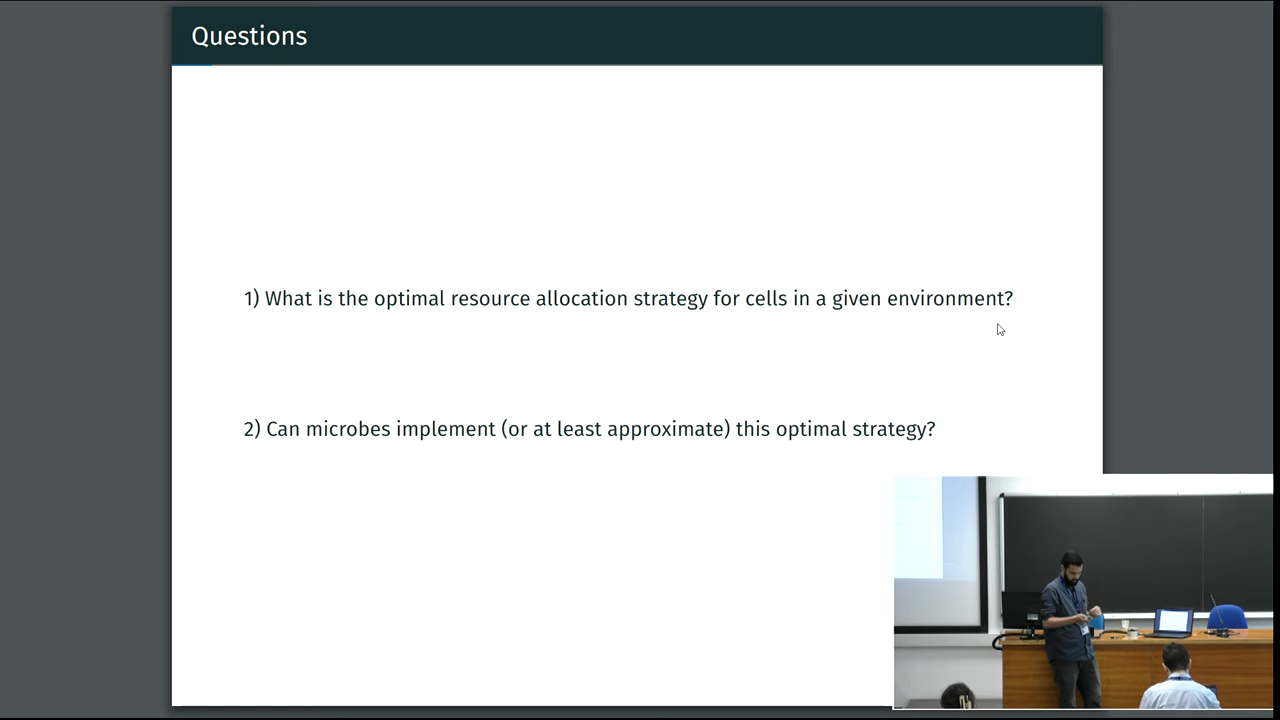 Questions
1) What is the optimal resource allocation strategy for cells in a given environment?
2) Can microbes implement (or at least approximate) this optimal strategy?